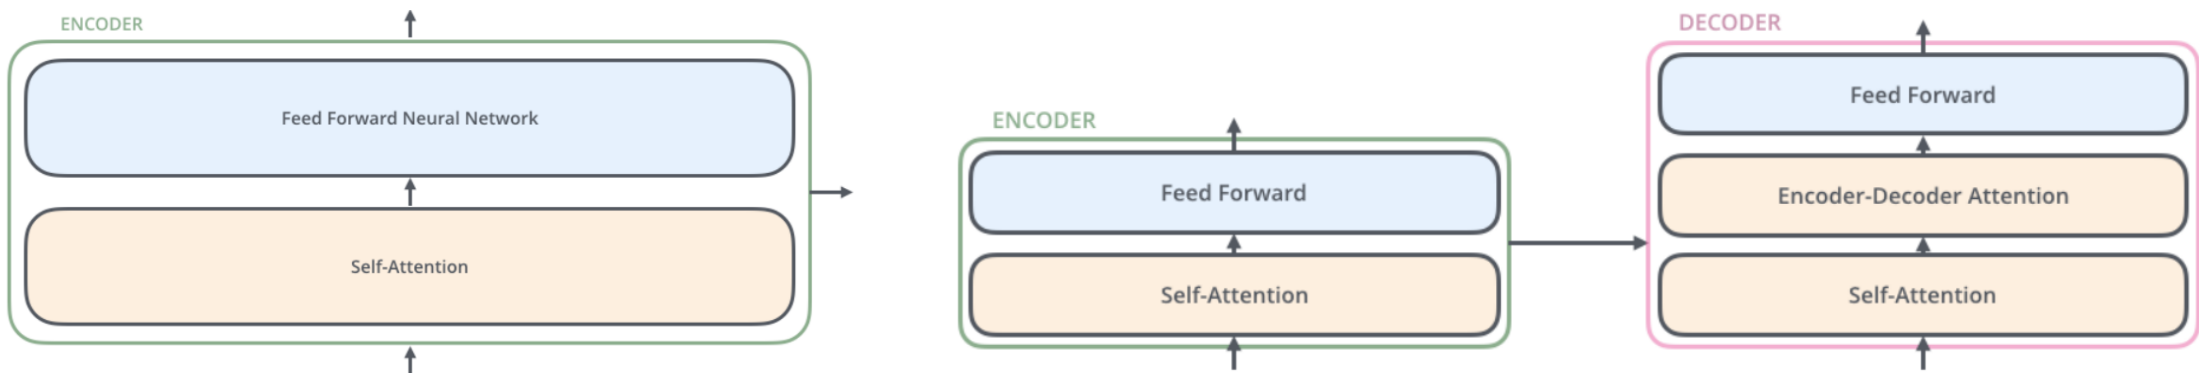 ENCODER
Feed Forward Neural Network
Self-Attention
ENCODER
Feed Forward
Self-Attention
DECODER
Feed Forward
Encoder-Decoder Attention
Self-Attention